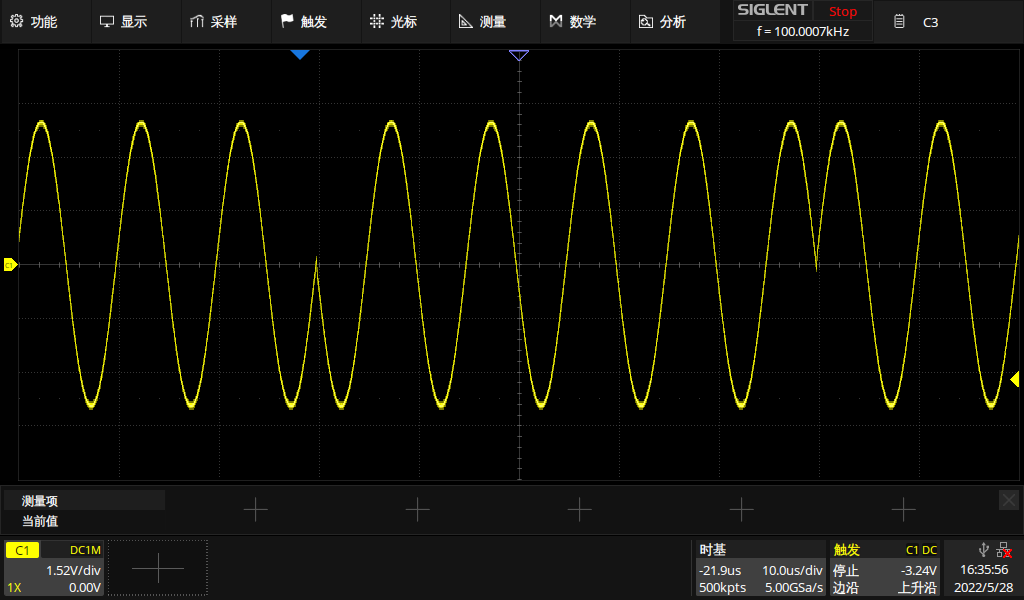 功能 显示 采样 触发 光标 测量 数学 分析 SIGLENT Stop C3
f = 100.0007kHz
C1
测量项
当前值
C1 DC1M 时基 触发 C1 DC
1.52V/div -21.9us 10.0us/div 停止 -3.24V 16:35:56
1X 0.00V 500kpts 5.00GSa/s 边沿 上升沿 2022/5/28